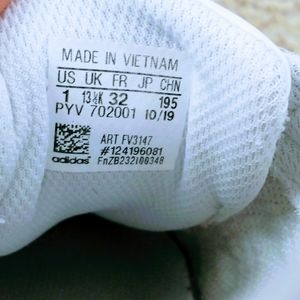 MADE IN VIETNAM
US UK FR JP CHN
1 13½K 32 195
PYV 702001 10/19
ART FV3147
#124196081
adidas FnZB232100348